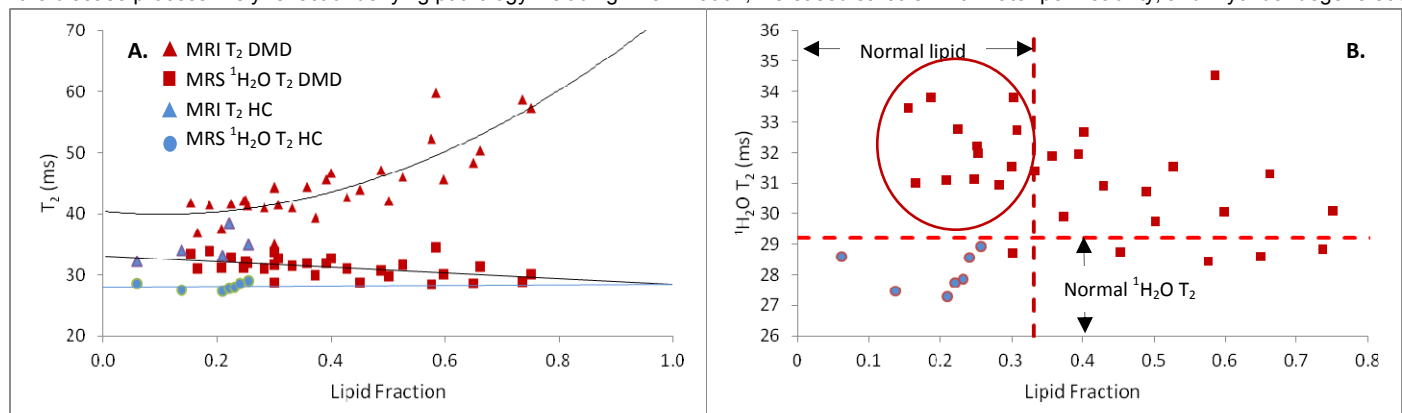 70
60
50
40
30
20
0.0 0.2 0.4 0.6 0.8 1.0
T₂ (ms)
Lipid Fraction
A.
MRI T₂ DMD
MRS ¹H₂O T₂ DMD
MRI T₂ HC
MRS ¹H₂O T₂ HC
36
35
34
33
32
31
30
29
28
27
26
0 0.1 0.2 0.3 0.4 0.5 0.6 0.7 0.8
¹H₂O T₂ (ms)
Lipid Fraction
Normal lipid
B.
Normal ¹H₂O T₂